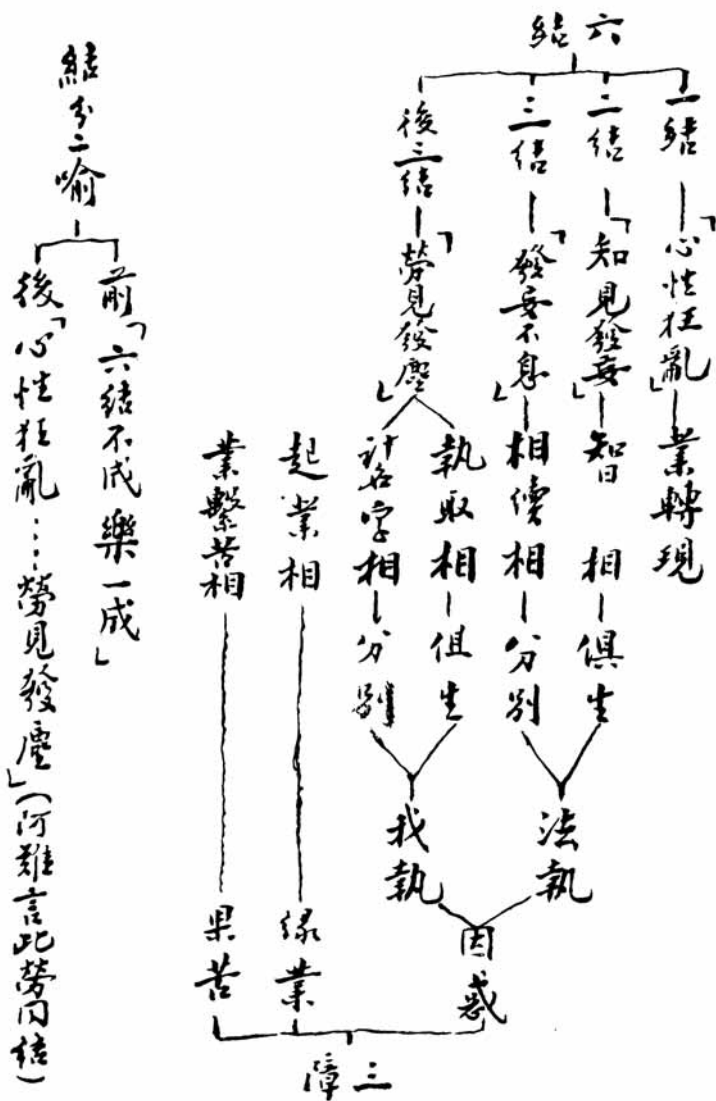 六結
一結「心性狂亂」業轉現
二結「知見發妄」智相俱生
三結「發妄不息」相續相分別
法執
後三結「勞見發塵」
執取相俱生
計名字相分別
我執
因惑
起業相緣業
業繫苦相果苦
三障
結分二喻
前「六結不成樂一成」
後「心性狂亂…勞見發塵」(阿難言此勞同結)